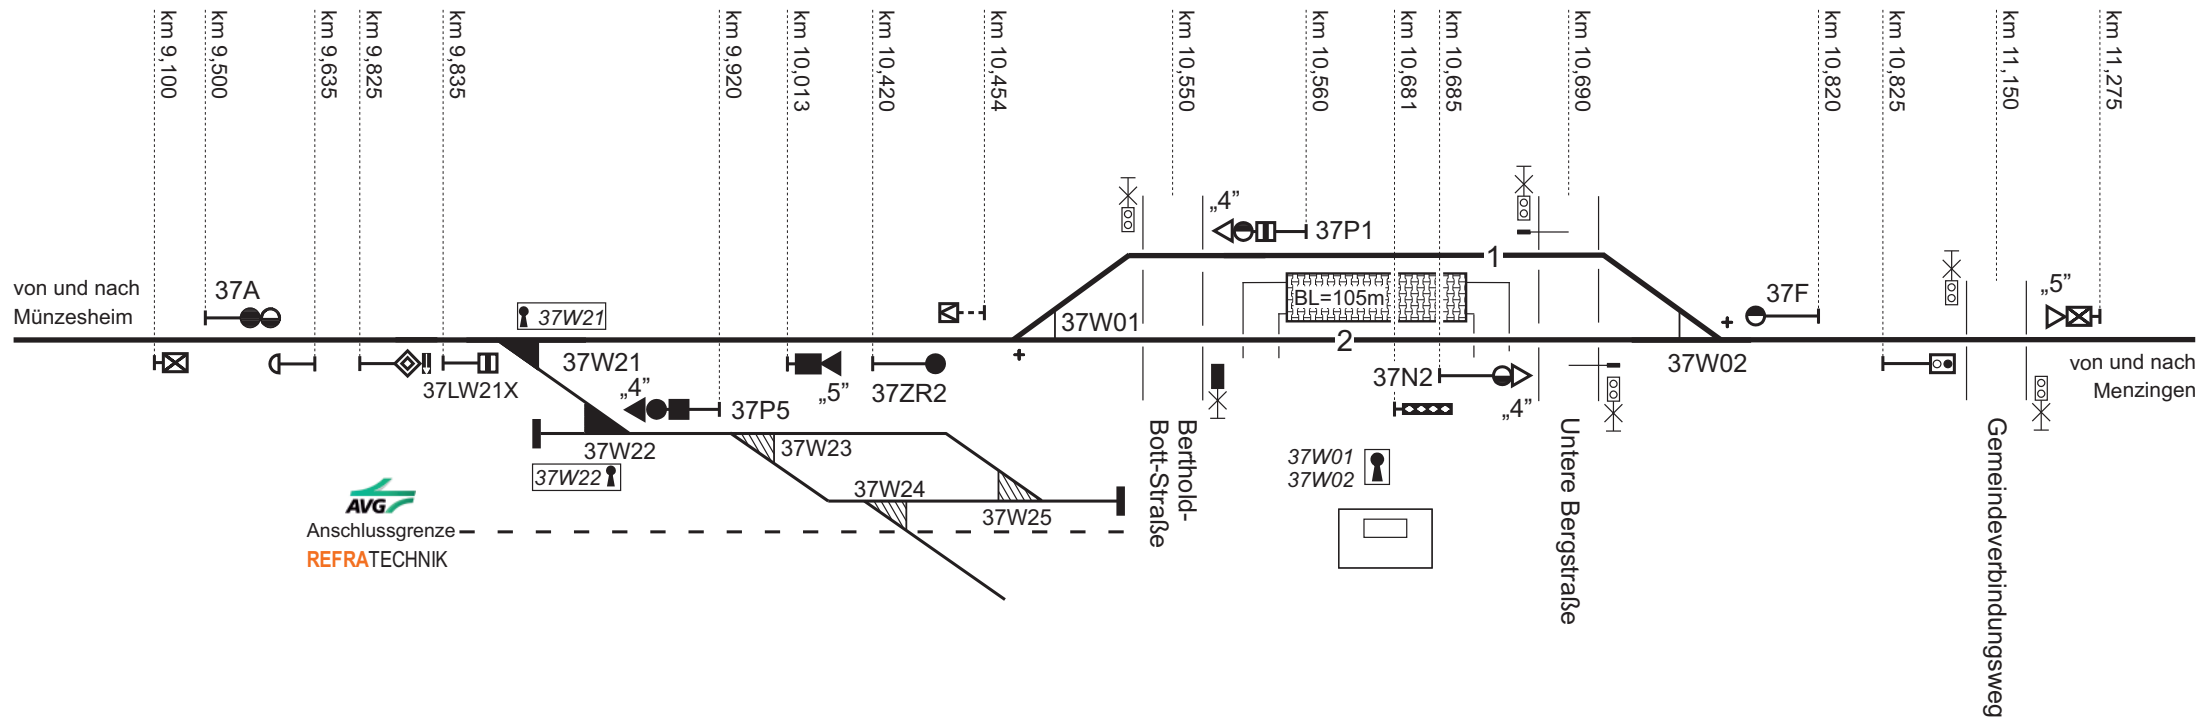 km 9,100
km 9,500
km 9,635
km 9,825
km 9,835
km 9,920
km 10,013
km 10,420
km 10,454
km 10,550
km 10,560
km 10,681
km 10,685
km 10,690
km 10,820
km 10,825
km 11,150
km 11,275
von und nach
Münzesheim
37A
37W21
37W21
37LW21X
„4”
37P5
37W22
37W22
37W23
37W24
37W25
„5”
37ZR2
37W01
„4”
37P1
1
BL=105m
2
37N2
„4”
37W01
37W02
37W02
37F
„5”
von und nach
Menzingen
Berthold-
Bott-Straße
Untere Bergstraße
Gemeindeverbindungsweg
AVG
Anschlussgrenze
REFRATECHNIK